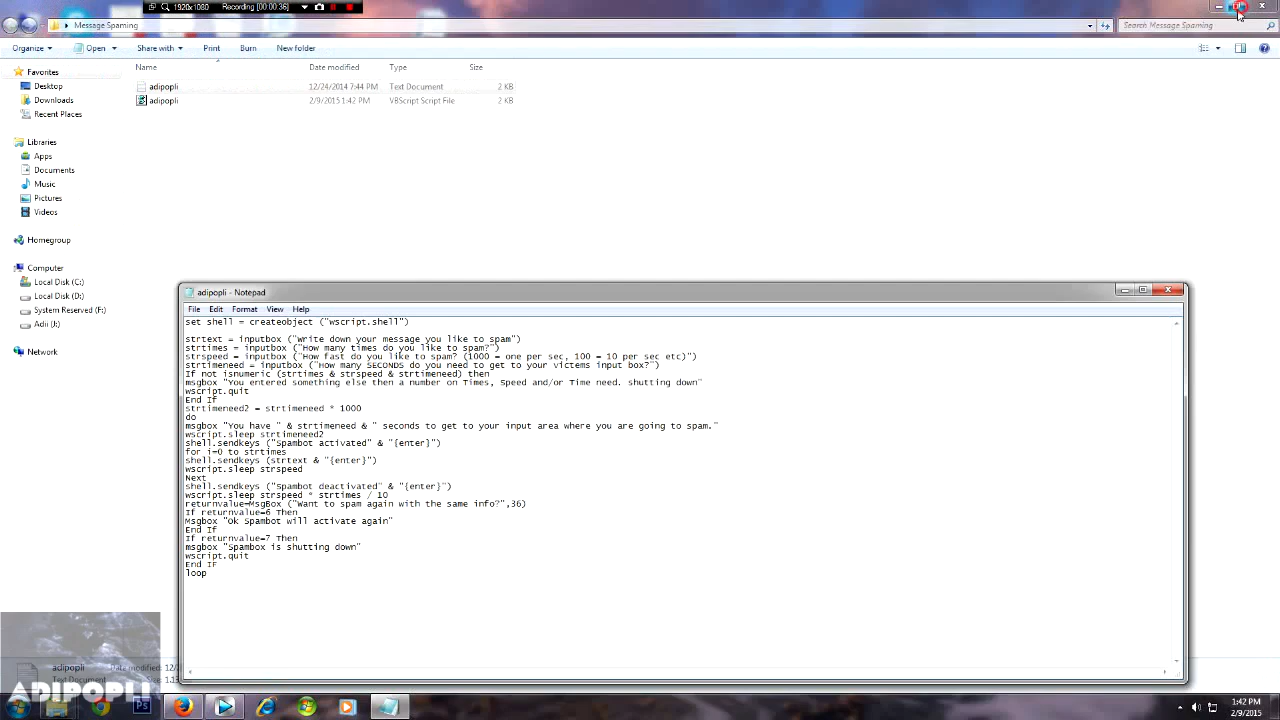 1920x1080 Recording [00:00:36]
Message Spaming
Search Message Spaming
Organize Open Share with Print Burn New folder
Name Date modified Type Size
Favorites
Desktop
Downloads
Recent Places
adipopli 12/24/2014 7:44 PM Text Document 2 KB
adipopli 2/9/2015 1:42 PM VBScript Script File 2 KB
Libraries
Apps
Documents
Music
Pictures
Videos
Homegroup
Computer
Local Disk (C:)
Local Disk (D:)
System Reserved (F:)
Adii (J:)
Network
adipopli - Notepad
File Edit Format View Help
set shell = createobject ("wscript.shell")
strtext = inputbox ("Write down your message you like to spam")
strtimes = inputbox ("How many times do you like to spam?")
strspeed = inputbox ("How fast do you like to spam? (1000 = one per sec, 100 = 10 per sec etc)")
strtimeneed = inputbox ("How many SECONDS do you need to get to your victems input box?")
If not isnumeric (strtimes & strspeed & strtimeneed) then
msgbox "You entered something else then a number on Times, Speed and/or Time need. shutting down"
wscript.quit
End If
strtimeneed2 = strtimeneed * 1000
do
msgbox "You have " & strtimeneed & " seconds to get to your input area where you are going to spam."
wscript.sleep strtimeneed2
shell.sendkeys ("Spambot activated" & "{enter}")
for i=0 to strtimes
shell.sendkeys (strtext & "{enter}")
wscript.sleep strspeed
Next
shell.sendkeys ("Spambot deactivated" & "{enter}")
wscript.sleep strspeed * strtimes / 10
returnvalue=MsgBox ("Want to spam again with the same info?",36)
If returnvalue=6 Then
Msgbox "Ok Spambot will activate again"
End If
If returnvalue=7 Then
msgbox "Spambox is shutting down"
wscript.quit
End IF
loop
adipopli Date modified: 12/
Text Document
ADIPOPLI
1:42 PM
2/9/2015